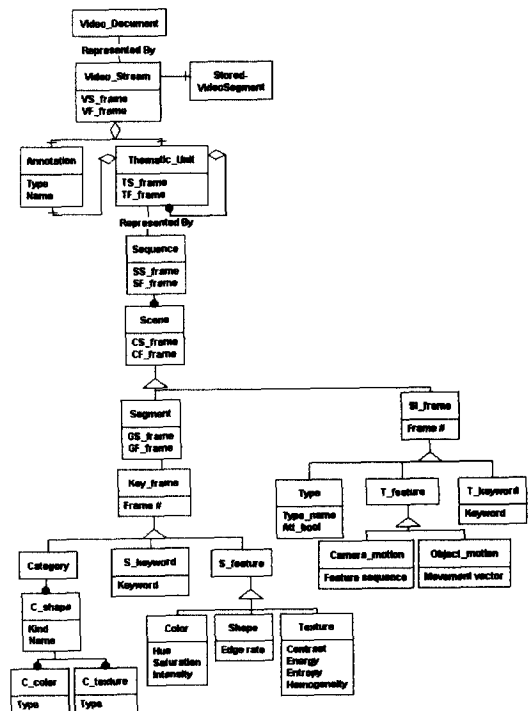 Video_Document
Represented By
Video_Stream
VS_frame
VF_frame
Stored-
VideoSegment
Annotation
Type
Name
Thematic_Unit
TS_frame
TF_frame
Represented By
Sequence
SS_frame
SF_frame
Scene
CS_frame
CF_frame
Segment
GS_frame
GF_frame
SI_frame
Frame #
Key_frame
Frame #
Type
Type_name
Att_bool
T_feature
T_keyword
Keyword
Camera_motion
Feature sequence
Object_motion
Movement vector
Category
S_keyword
Keyword
S_feature
C_shape
Kind
Name
Color
Hue
Saturation
Intensity
Shape
Edge rate
Texture
Contrast
Energy
Entropy
Homogeneity
C_color
Type
C_texture
Type